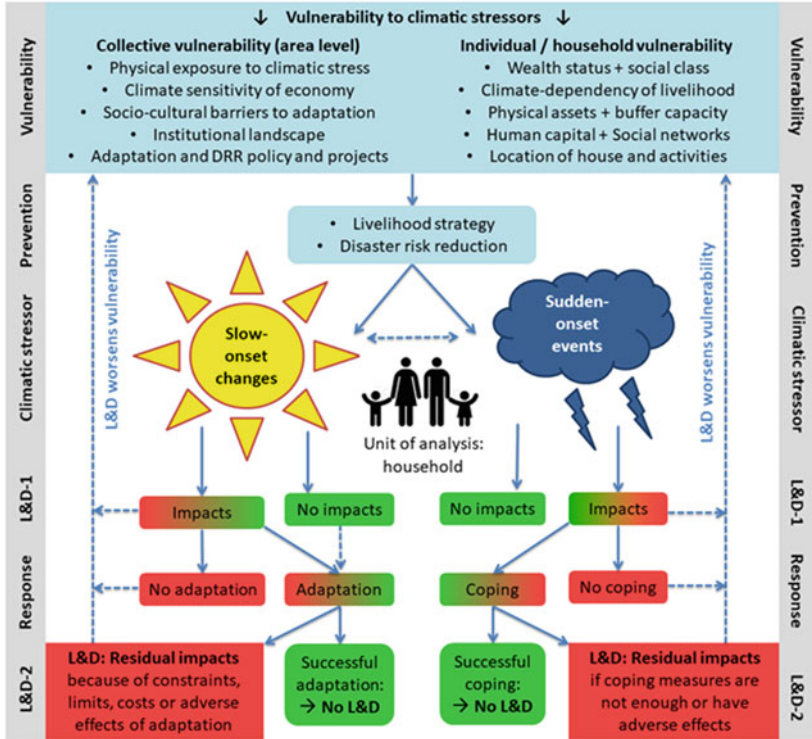 ↓ Vulnerability to climatic stressors ↓
Vulnerability
Collective vulnerability (area level)
• Physical exposure to climatic stress
• Climate sensitivity of economy
• Socio-cultural barriers to adaptation
• Institutional landscape
• Adaptation and DRR policy and projects
Individual / household vulnerability
• Wealth status + social class
• Climate-dependency of livelihood
• Physical assets + buffer capacity
• Human capital + Social networks
• Location of house and activities
Vulnerability
Prevention
• Livelihood strategy
• Disaster risk reduction
Prevention
L&D worsens vulnerability
L&D worsens vulnerability
Climatic stressor
Slow-
onset
changes
Sudden-
onset
events
Climatic stressor
Unit of analysis:
household
L&D-1
Impacts
No impacts
No impacts
Impacts
L&D-1
Response
No adaptation
Adaptation
Coping
No coping
Response
L&D-2
L&D: Residual impacts
because of constraints,
limits, costs or adverse
effects of adaptation
Successful
adaptation:
→ No L&D
Successful
coping:
→ No L&D
L&D: Residual impacts
if coping measures are
not enough or have
adverse effects
L&D-2